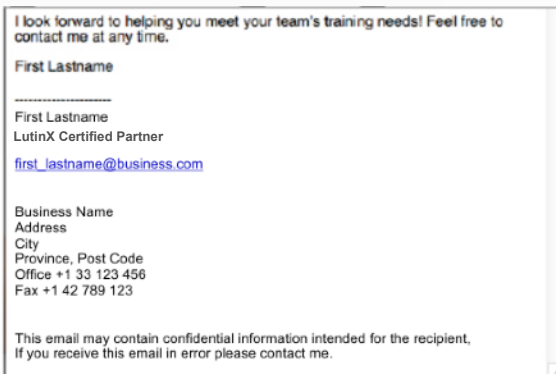 I look forward to helping you meet your team's training needs! Feel free to
contact me at any time.
First Lastname
----------------------
First Lastname
LutinX Certified Partner
first_lastname@business.com
Business Name
Address
City
Province, Post Code
Office +1 33 123 456
Fax +1 42 789 123
This email may contain confidential information intended for the recipient,
If you receive this email in error please contact me.